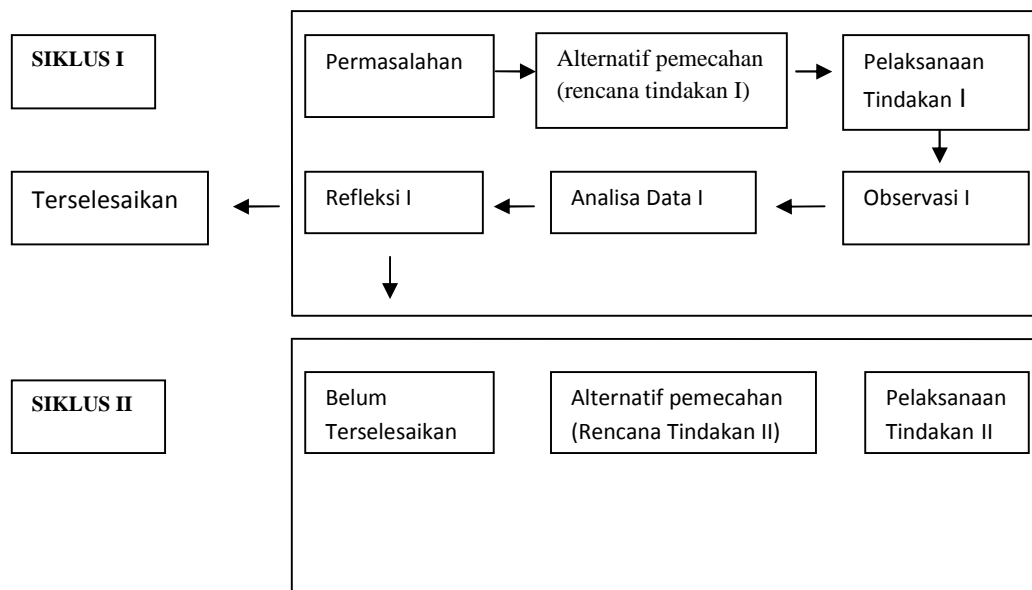 SIKLUS I
Permasalahan
Alternatif pemecahan
(rencana tindakan I)
Pelaksanaan
Tindakan I
Terselesaikan
Refleksi I
Analisa Data I
Observasi I
SIKLUS II
Belum
Terselesaikan
Alternatif pemecahan
(Rencana Tindakan II)
Pelaksanaan
Tindakan II